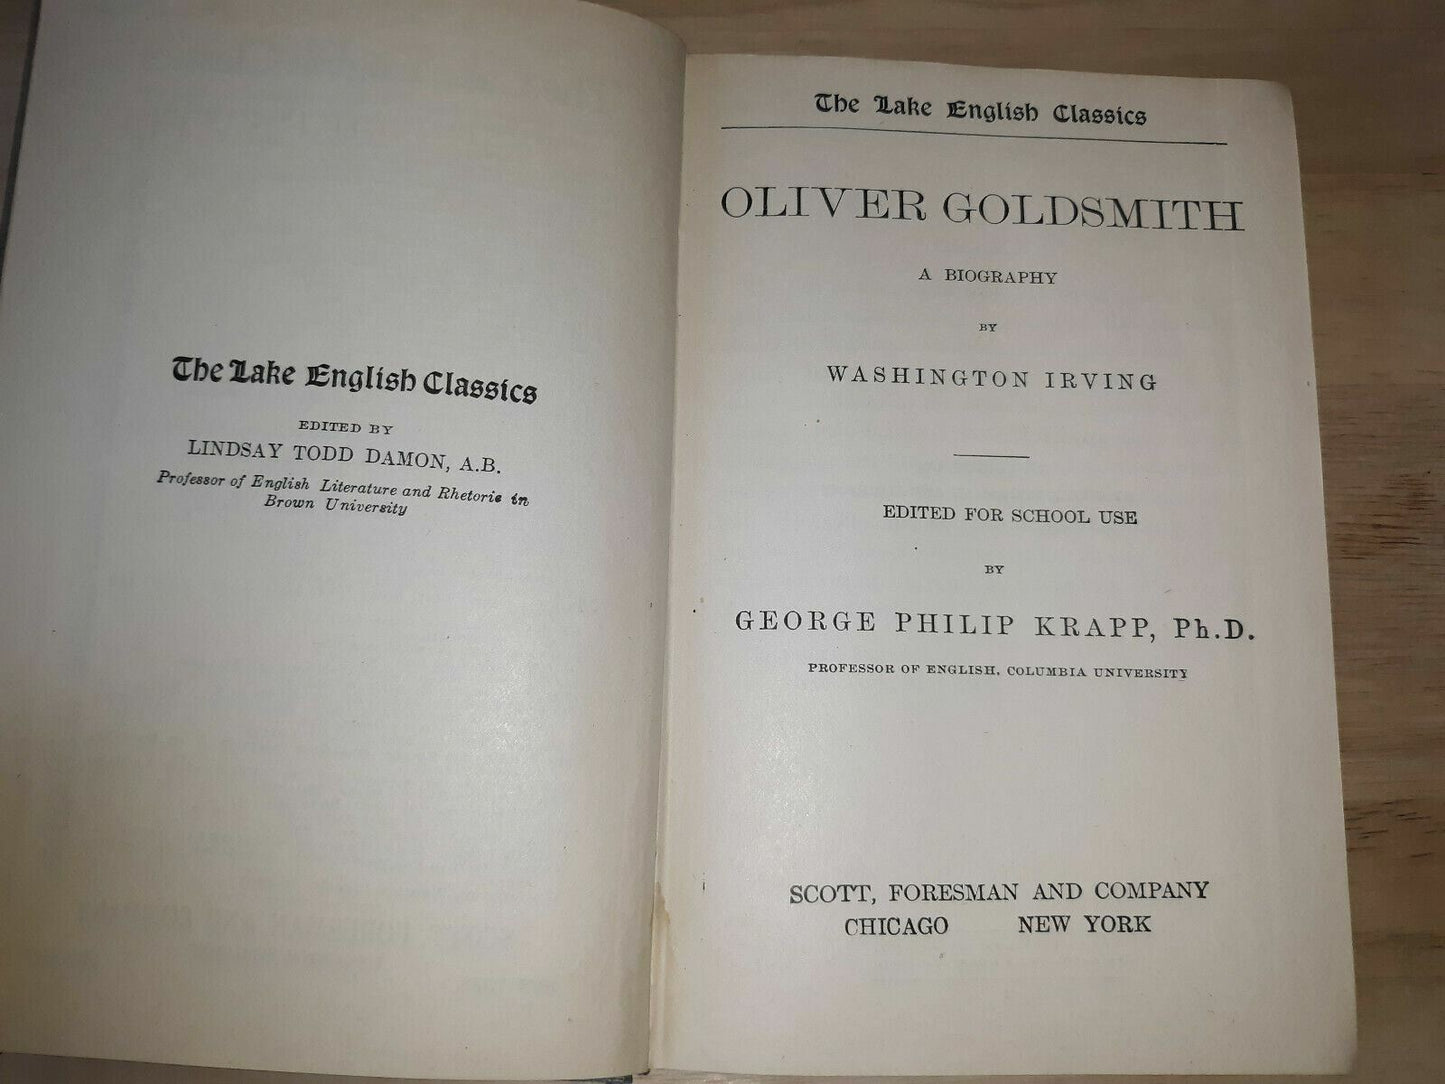 The Lake English Classics
EDITED BY
LINDSAY TODD DAMON, A.B.
Professor of English Literature and Rhetoric in
Brown University
The Lake English Classics
OLIVER GOLDSMITH
A BIOGRAPHY
BY
WASHINGTON IRVING
EDITED FOR SCHOOL USE
BY
GEORGE PHILIP KRAPP, Ph.D.
PROFESSOR OF ENGLISH, COLUMBIA UNIVERSITY
SCOTT, FORESMAN AND COMPANY
CHICAGO NEW YORK